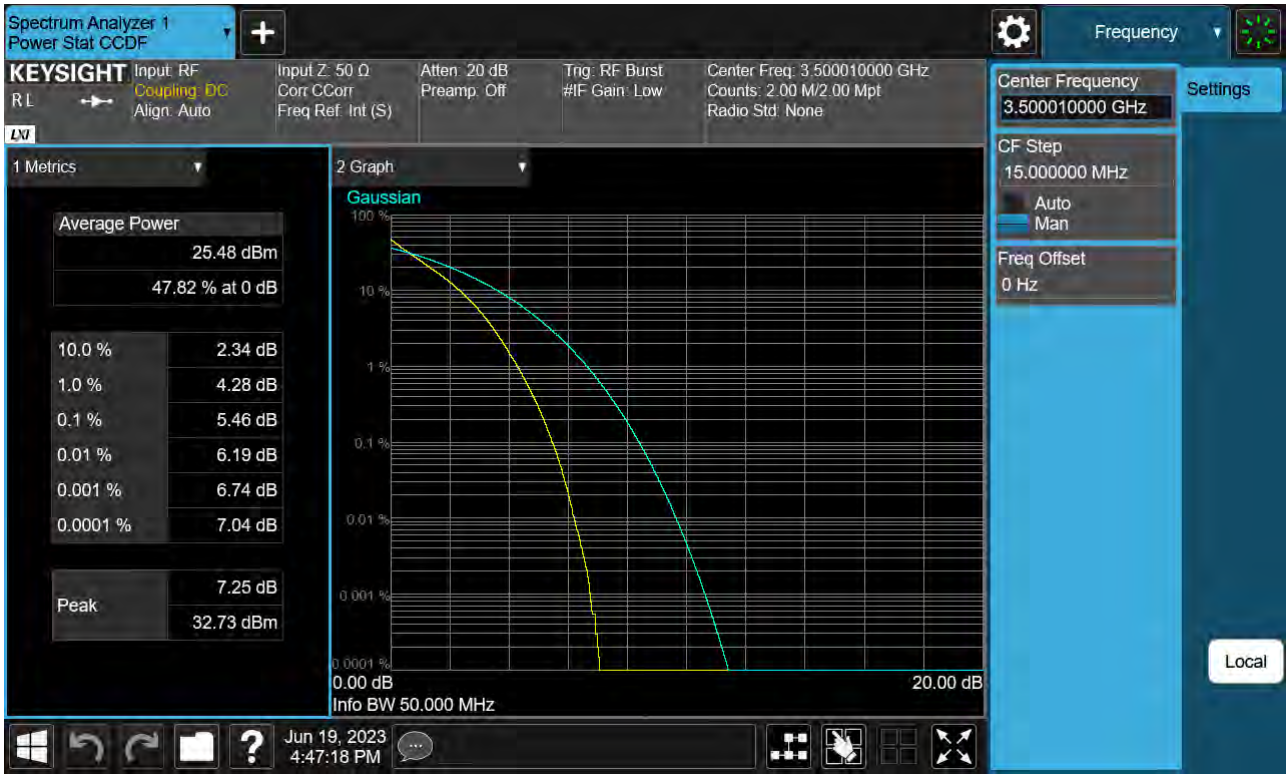 Spectrum Analyzer 1
Power Stat CCDF
Frequency
KEYSIGHT
R L
LXI
Input: RF
Coupling: DC
Align: Auto
Input Z: 50 Ω
Corr CCorr
Freq Ref: Int (S)
Atten: 20 dB
Preamp: Off
Trig: RF Burst
#IF Gain: Low
Center Freq: 3.500010000 GHz
Counts: 2.00 M/2.00 Mpt
Radio Std: None
Center Frequency
3.500010000 GHz
Settings
CF Step
15.000000 MHz
Auto
Man
Freq Offset
0 Hz
1 Metrics
Average Power
25.48 dBm
47.82 % at 0 dB
10.0 % 2.34 dB
1.0 % 4.28 dB
0.1 % 5.46 dB
0.01 % 6.19 dB
0.001 % 6.74 dB
0.0001 % 7.04 dB
Peak
7.25 dB
32.73 dBm
2 Graph
Gaussian
100 %
10 %
1 %
0.1 %
0.01 %
0.001 %
0.0001 %
0.00 dB 20.00 dB
Info BW 50.000 MHz
Local
?
Jun 19, 2023
4:47:18 PM